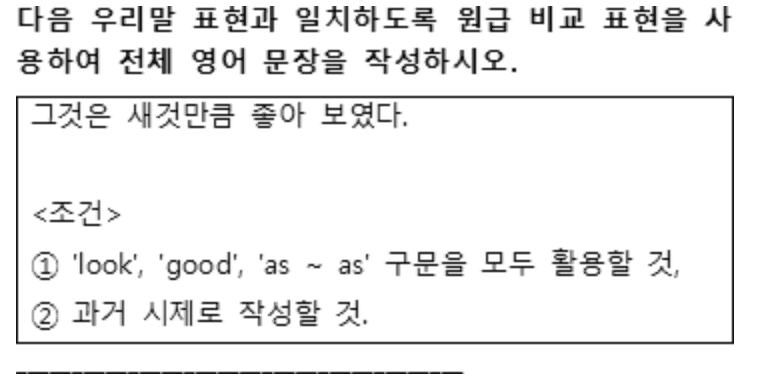 다음 우리말 표현과 일치하도록 원급 비교 표현을 사
용하여 전체 영어 문장을 작성하시오.
그것은 새것만큼 좋아 보였다.
<조건>
① 'look', 'good', 'as ~ as' 구문을 모두 활용할 것,
② 과거 시제로 작성할 것.